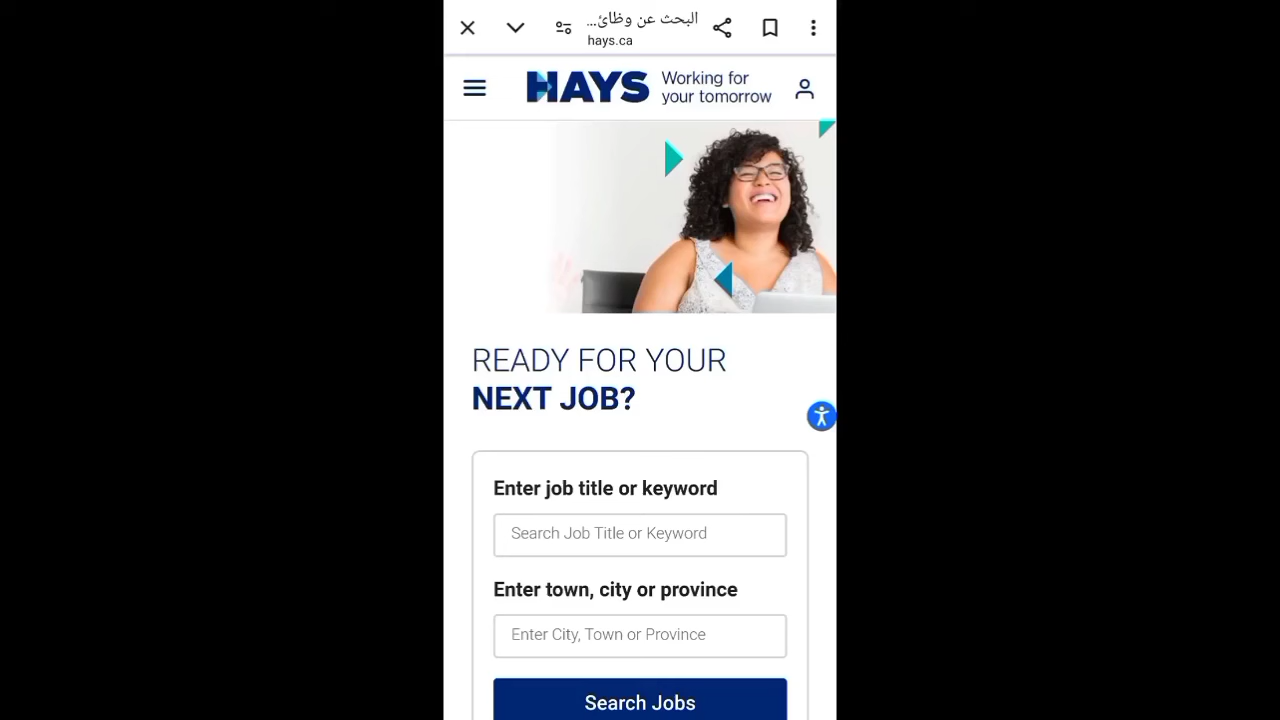 البحث عن وظائ...
hays.ca
HAYS
Working for
your tomorrow
READY FOR YOUR
NEXT JOB?
Enter job title or keyword
Search Job Title or Keyword
Enter town, city or province
Enter City, Town or Province
Search Jobs